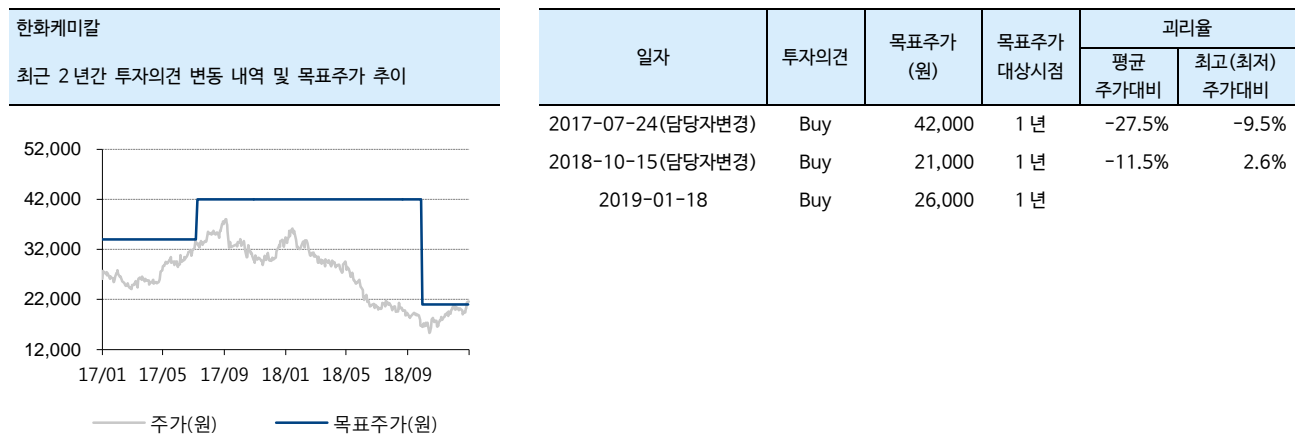 한화케미칼
최근 2년간 투자의견 변동 내역 및 목표주가 추이
52,000
42,000
32,000
22,000
12,000
17/01 17/05 17/09 18/01 18/05 18/09
주가(원) 목표주가(원)
일자 투자의견 목표주가(원) 목표주가 대상시점 괴리율
평균 주가대비 최고(최저) 주가대비
2017-07-24(담당자변경) Buy 42,000 1년 -27.5% -9.5%
2018-10-15(담당자변경) Buy 21,000 1년 -11.5% 2.6%
2019-01-18 Buy 26,000 1년